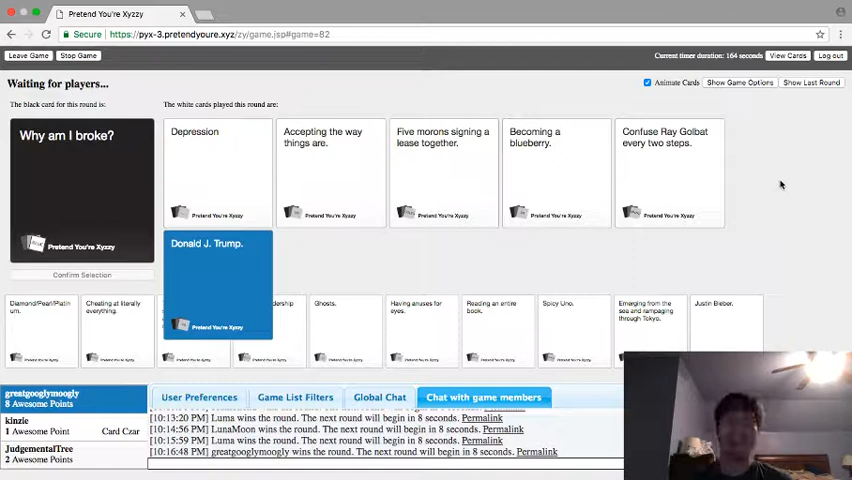 Pretend You're Xyzzy
Secure
https://pyx-3.pretendyoure.xyz/zy/game.jsp#game=82
Leave Game
Stop Game
Current timer duration: 164 seconds
View Cards
Log out
Waiting for players...
Animate Cards
Show Game Options
Show Last Round
The black card for this round is:
The white cards played this round are:
Why am I broke?
Pretend You're Xyzzy
Confirm Selection
Depression
Pretend You're Xyzzy
Accepting the way
things are.
Pretend You're Xyzzy
Five morons signing a
lease together.
Pretend You're Xyzzy
Becoming a
blueberry.
Pretend You're Xyzzy
Confuse Ray Golbat
every two steps.
Pretend You're Xyzzy
Donald J. Trump.
Pretend You're Xyzzy
Diamond/Pearl/Platin
um.
Cheating at literally
everything.
Ghosts.
Having anuses for
eyes.
Reading an entire
book.
Spicy Uno.
Emerging from the
sea and rampaging
through Tokyo.
Justin Bieber.
greatgooglymoogly
8 Awesome Points
kinzie
1 Awesome Point
Card Czar
JudgementalTree
2 Awesome Points
User Preferences
Game List Filters
Global Chat
Chat with game members
[10:13:20 PM] Luma wins the round. The next round will begin in 8 seconds. Permalink
[10:14:56 PM] LunaMoon wins the round. The next round will begin in 8 seconds. Permalink
[10:15:59 PM] Luma wins the round. The next round will begin in 8 seconds. Permalink
[10:16:48 PM] greatgooglymoogly wins the round. The next round will begin in 8 seconds. Permalink